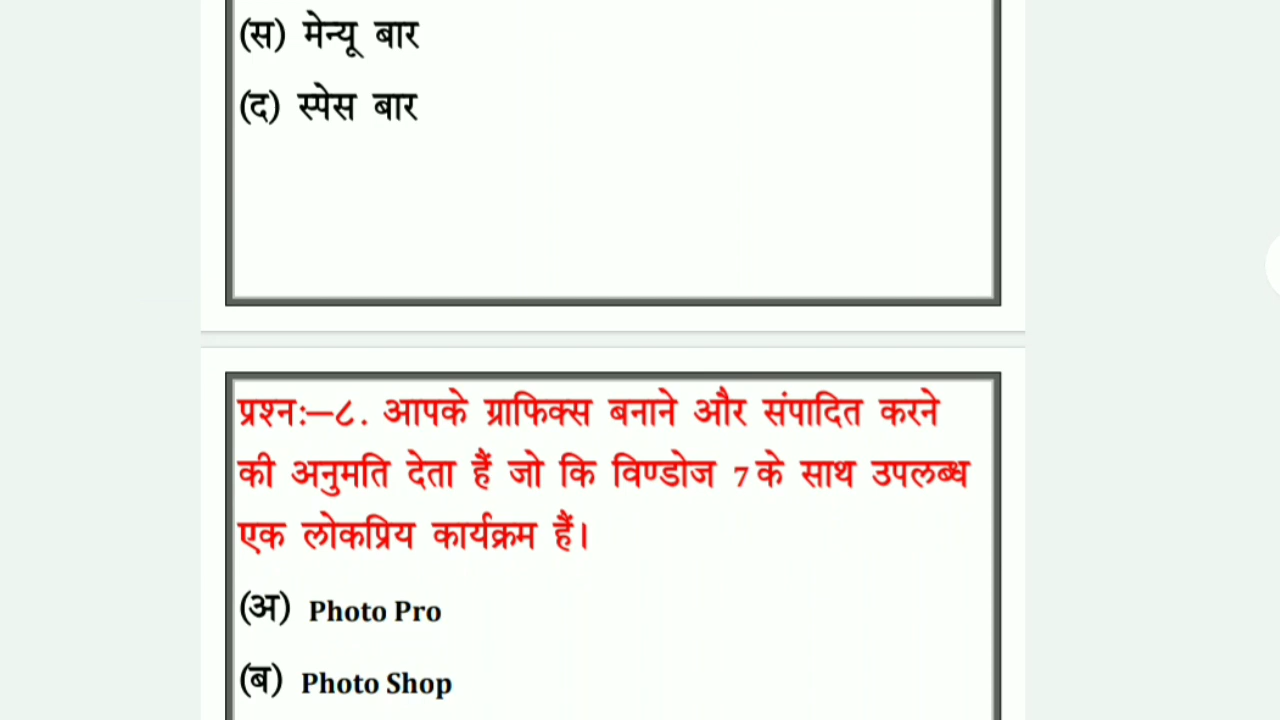 (स) मेन्यू बार
(द) स्पेस बार
प्रश्नः–८. आपके ग्राफिक्स बनाने और संपादित करने
की अनुमति देता हैं जो कि विण्डोज 7 के साथ उपलब्ध
एक लोकप्रिय कार्यक्रम हैं।
(अ) Photo Pro
(ब) Photo Shop